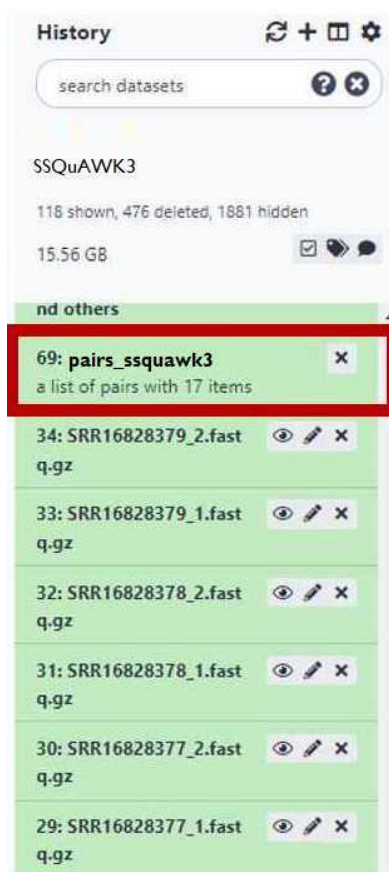 History
search datasets
SSQuAWK3
118 shown, 476 deleted, 1881 hidden
15.56 GB
nd others
69: pairs_ssquawk3
a list of pairs with 17 items
34: SRR16828379_2.fast
q.gz
33: SRR16828379_1.fast
q.gz
32: SRR16828378_2.fast
q.gz
31: SRR16828378_1.fast
q.gz
30: SRR16828377_2.fast
q.gz
29: SRR16828377_1.fast
q.gz